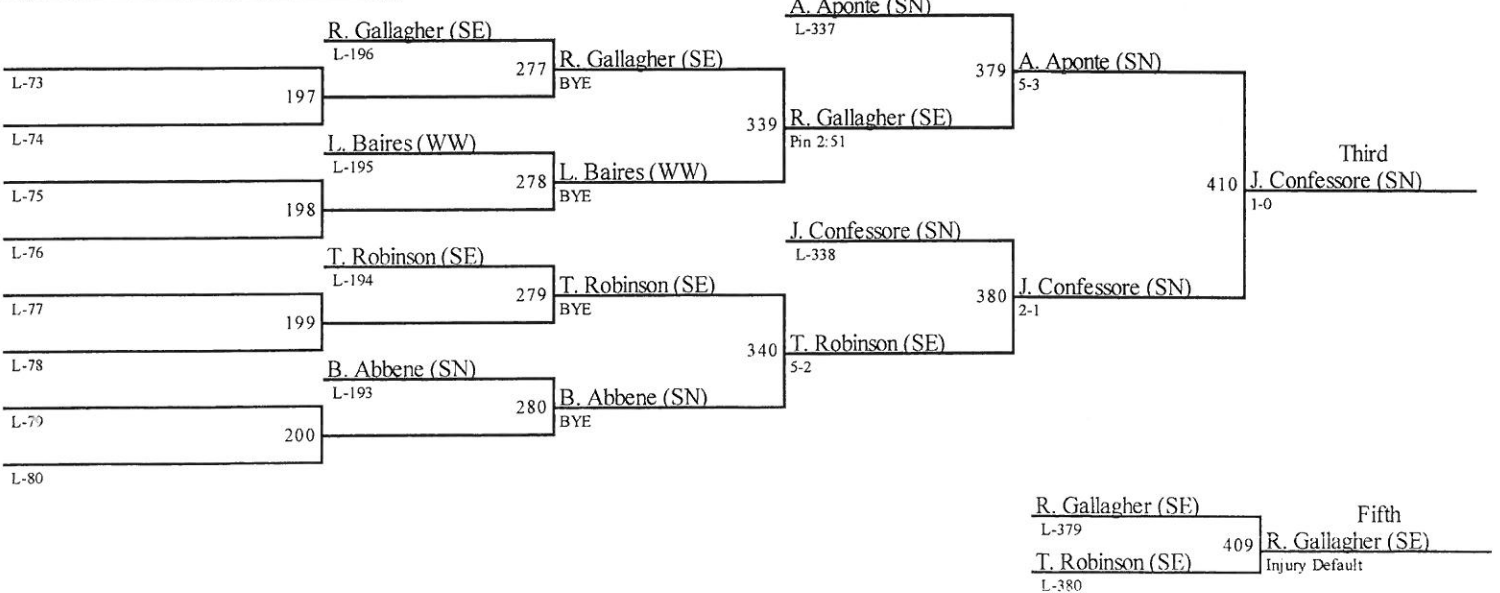 A. Aponte (SN)
L-337
R. Gallagher (SE)
L-196
277
R. Gallagher (SE)
BYE
379
A. Aponte (SN)
5-3
L-73
197
L-74
339
R. Gallagher (SE)
Pin 2:51
L. Baires (WW)
L-195
278
L. Baires (WW)
BYE
L-75
198
L-76
Third
410
J. Confessore (SN)
1-0
J. Confessore (SN)
L-338
T. Robinson (SE)
L-194
279
T. Robinson (SE)
BYE
380
J. Confessore (SN)
2-1
L-77
199
L-78
340
T. Robinson (SE)
5-2
B. Abbene (SN)
L-193
280
B. Abbene (SN)
BYE
L-79
200
L-80
R. Gallagher (SE)
L-379
Fifth
409
R. Gallagher (SE)
Injury Default
T. Robinson (SE)
L-380